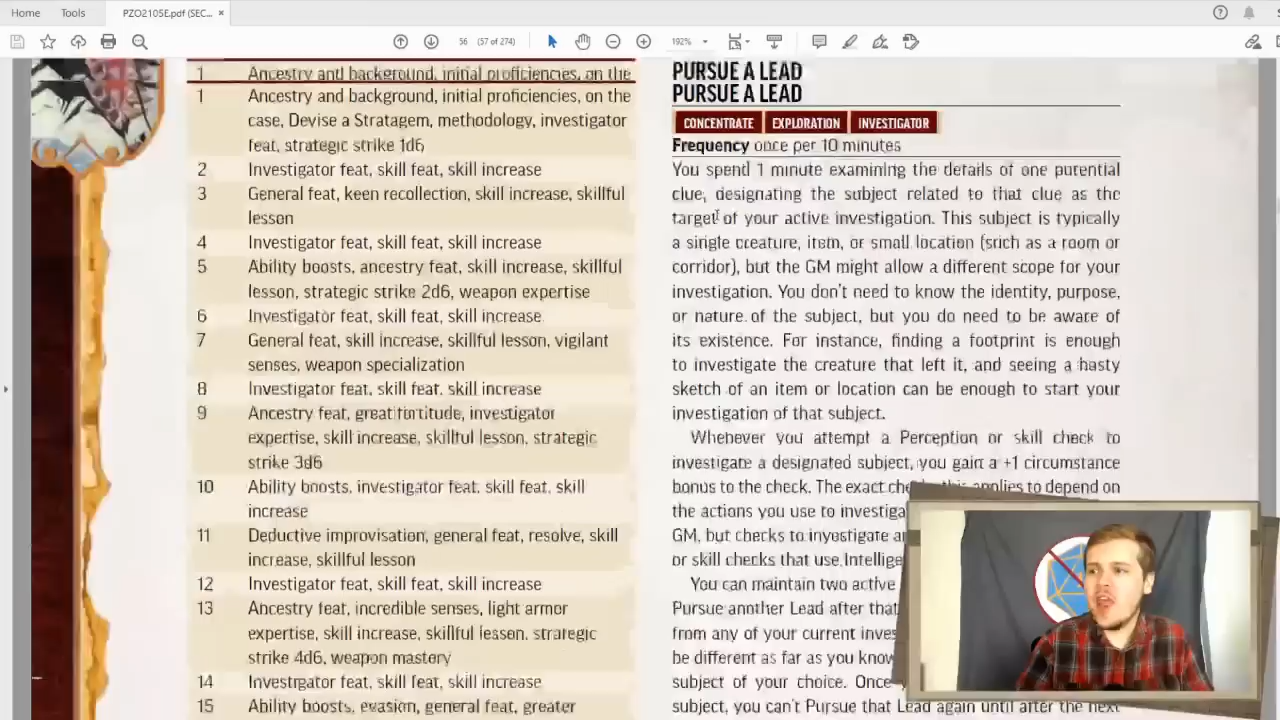 Home
Tools
PZO2105E.pdf (SEC...
56
(57 of 274)
192%
1 Ancestry and background, initial proficiencies, on the
1 Ancestry and background, initial proficiencies, on the
case, Devise a Stratagem, methodology, investigator
feat, strategic strike 1d6
2 Investigator feat, skill feat, skill increase
3 General feat, keen recollection, skill increase, skillful
lesson
4 Investigator feat, skill feat, skill increase
5 Ability boosts, ancestry feat, skill increase, skillful
lesson, strategic strike 2d6, weapon expertise
6 Investigator feat, skill feat, skill increase
7 General feat, skill increase, skillful lesson, vigilant
senses, weapon specialization
8 Investigator feat, skill feat, skill increase
9 Ancestry feat, great fortitude, investigator
expertise, skill increase, skillful lesson, strategic
strike 3d6
10 Ability boosts, investigator feat, skill feat, skill
increase
11 Deductive improvisation, general feat, resolve, skill
increase, skillful lesson
12 Investigator feat, skill feat, skill increase
13 Ancestry feat, incredible senses, light armor
expertise, skill increase, skillful lesson, strategic
strike 4d6, weapon mastery
14 Investigator feat, skill feat, skill increase
15 Ability boosts, evasion, general feat, greater
PURSUE A LEAD
PURSUE A LEAD
CONCENTRATE EXPLORATION INVESTIGATOR
Frequency once per 10 minutes
You spend 1 minute examining the details of one potential
clue, designating the subject related to that clue as the
target of your active investigation. This subject is typically
a single creature, item, or small location (such as a room or
corridor), but the GM might allow a different scope for your
investigation. You don't need to know the identity, purpose,
or nature of the subject, but you do need to be aware of
its existence. For instance, finding a footprint is enough
to investigate the creature that left it, and seeing a hasty
sketch of an item or location can be enough to start your
investigation of that subject.
Whenever you attempt a Perception or skill check to
investigate a designated subject, you gain a +1 circumstance
bonus to the check. The exact this applies to depend on
the actions you use to
GM, but checks to investigate
or skill checks that use
You can maintain two active
Pursue another Lead after that
from any of your current
be different as far as you know
subject of your choice. Once
subject, you can't Pursue that Lead again until after the next